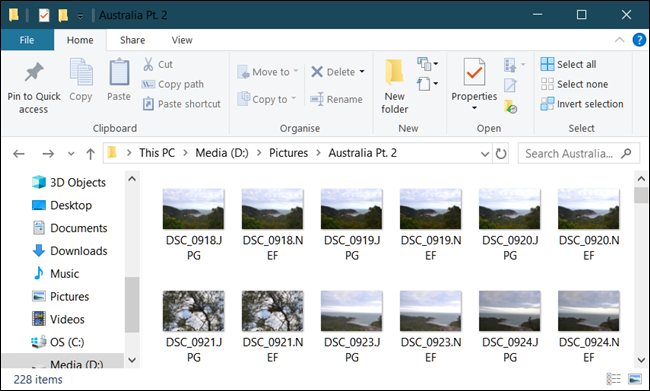 Australia Pt. 2
File Home Share View
Pin to Quick access
Copy
Paste
Cut
Copy path
Paste shortcut
Clipboard
Move to
Copy to
Delete
Rename
Organise
New folder
New
Properties
Open
Select all
Select none
Invert selection
Select
This PC > Media (D:) > Pictures > Australia Pt. 2
Search Australia...
3D Objects
Desktop
Documents
Downloads
Music
Pictures
Videos
OS (C:)
Media (D:)
DSC_0918.JPG
DSC_0918.NEF
DSC_0919.JPG
DSC_0919.NEF
DSC_0920.JPG
DSC_0920.NEF
DSC_0921.JPG
DSC_0921.NEF
DSC_0923.JPG
DSC_0923.NEF
DSC_0924.JPG
DSC_0924.NEF
228 items